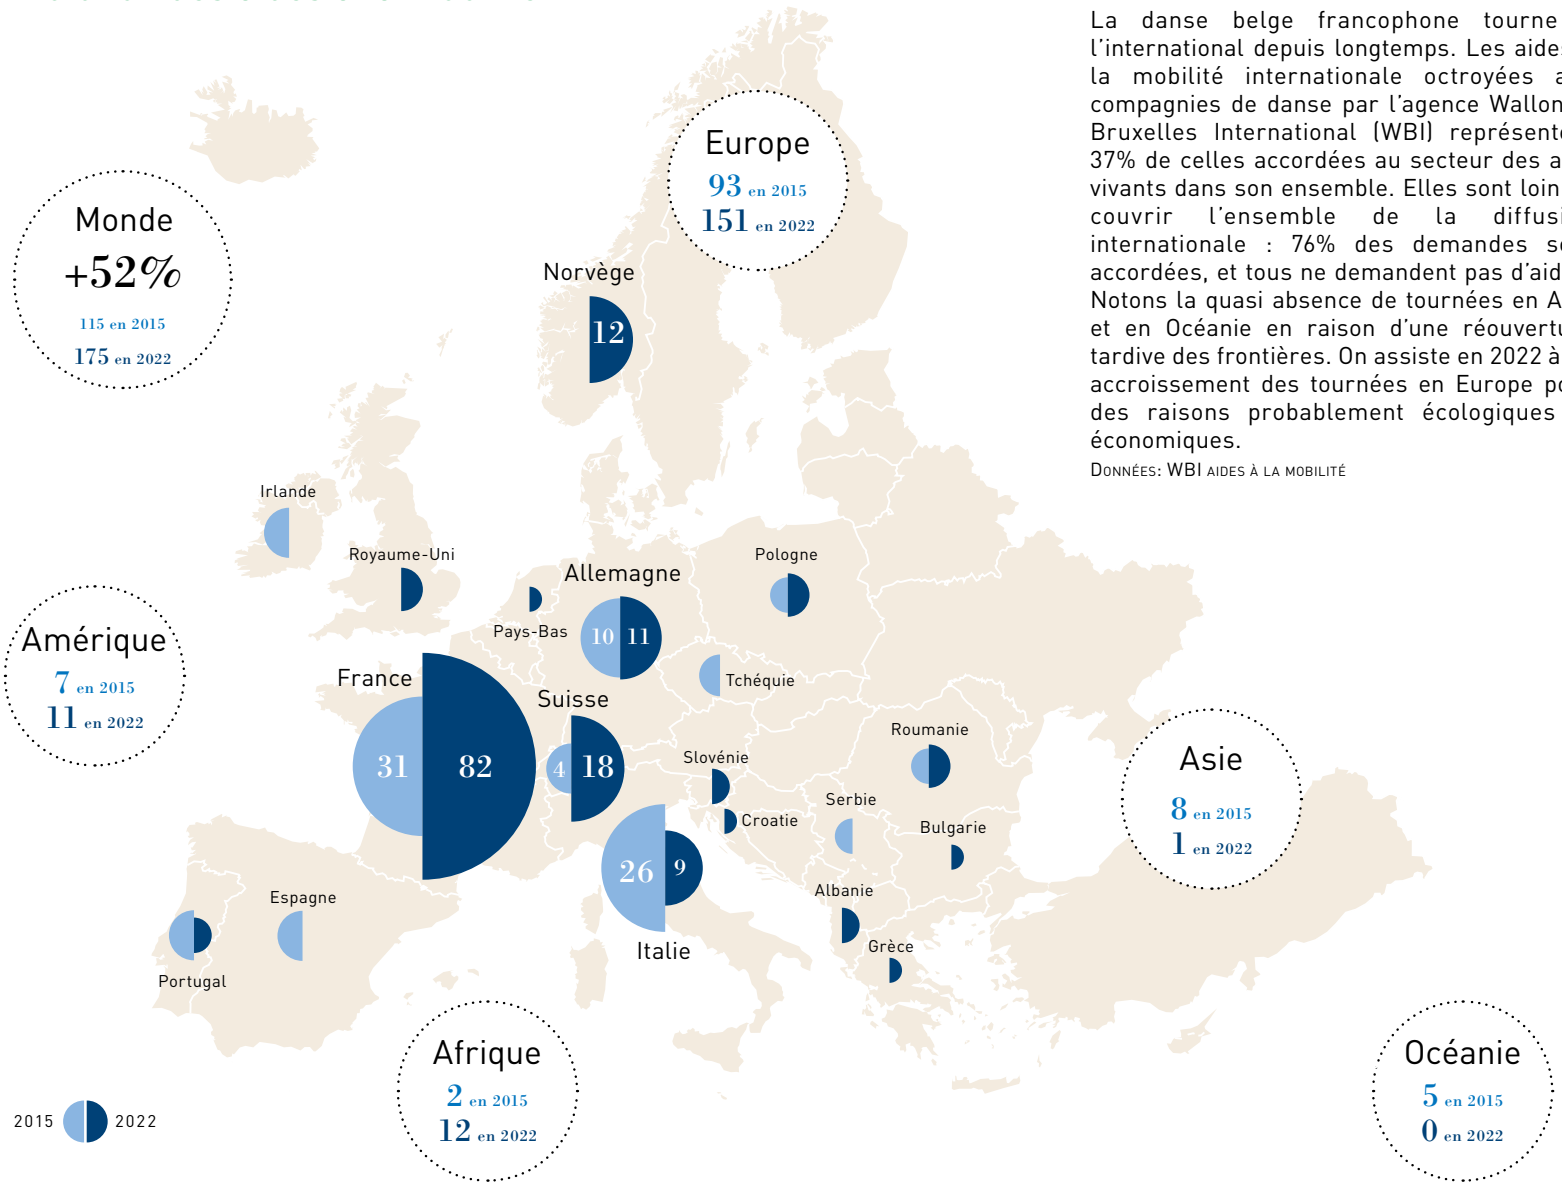 La danse belge francophone tourne
l'international depuis longtemps. Les aides
la mobilité internationale octroyées
compagnies de danse par l'agence
Bruxelles International (WBI)
37% de celles accordées au secteur des
vivants dans son ensemble. Elles sont loin
couvrir l'ensemble de la
internationale : 76% des demandes
accordées, et tous ne demandent pas
Notons la quasi absence de tournées en
et en Océanie en raison d'une
tardive des frontières. On assiste en 2022 à
accroissement des tournées en Europe
des raisons probablement écologiques
économiques.
Données: WBI aides à la mobilité
Europe
93 en 2015
151 en 2022
Monde
+52%
115 en 2015
175 en 2022
Norvège
12
Irlande
Royaume-Uni
Pays-Bas
Allemagne
10 11
Pologne
Tchéquie
Amérique
7 en 2015
11 en 2022
France
31 82
Suisse
4 18
Slovénie
Croatie
Roumanie
Serbie
Bulgarie
Asie
8 en 2015
1 en 2022
Italie
26 9
Albanie
Grèce
Espagne
Portugal
Afrique
2 en 2015
12 en 2022
Océanie
5 en 2015
0 en 2022
2015 2022